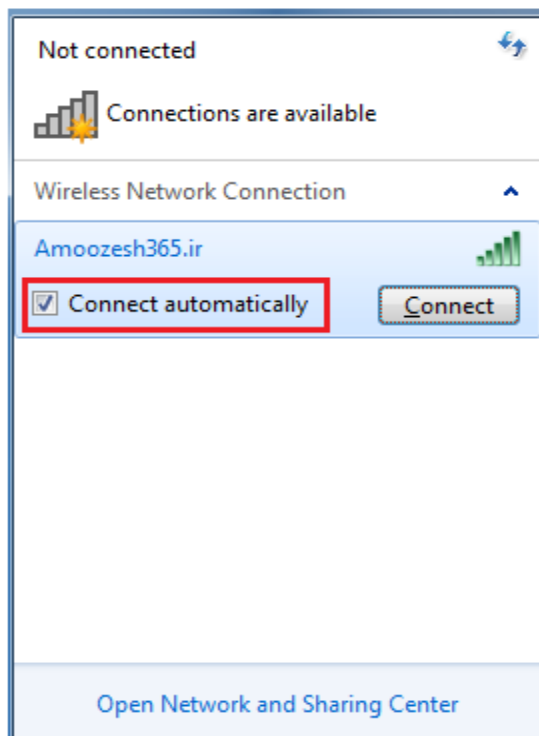 Not connected
Connections are available
Wireless Network Connection
Amoozesh365.ir
Connect automatically
Connect
Open Network and Sharing Center